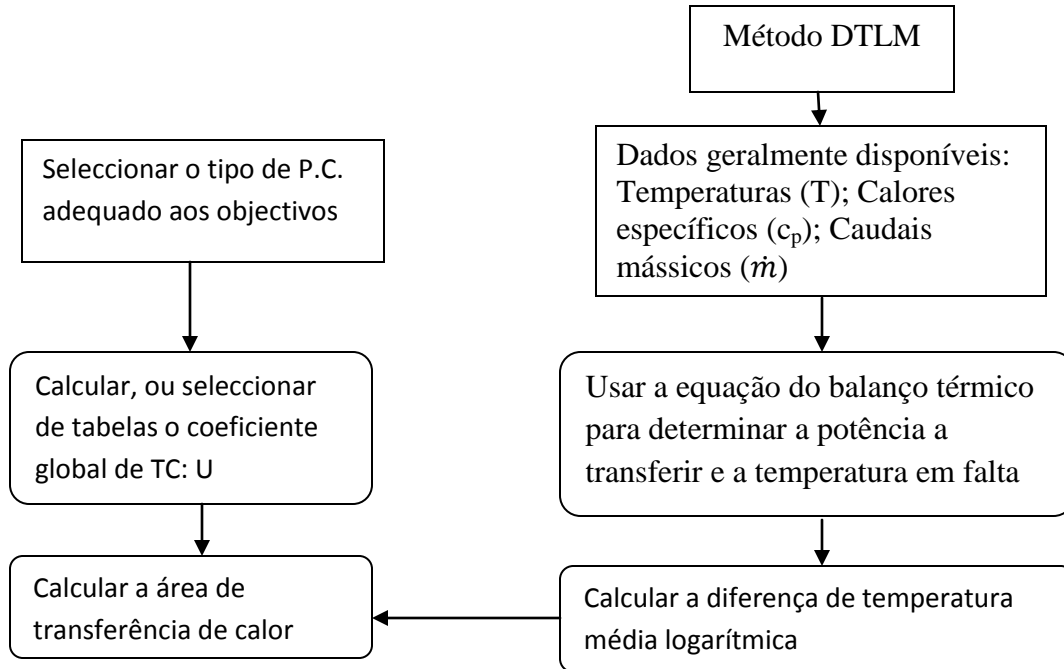 Método DTLM
Seleccionar o tipo de P.C.
adequado aos objectivos
Dados geralmente disponíveis:
Temperaturas (T); Calores
específicos (cₚ); Caudais
mássicos (ṁ)
Calcular, ou seleccionar
de tabelas o coeficiente
global de TC: U
Usar a equação do balanço térmico
para determinar a potência a
transferir e a temperatura em falta
Calcular a área de
transferência de calor
Calcular a diferença de temperatura
média logarítmica